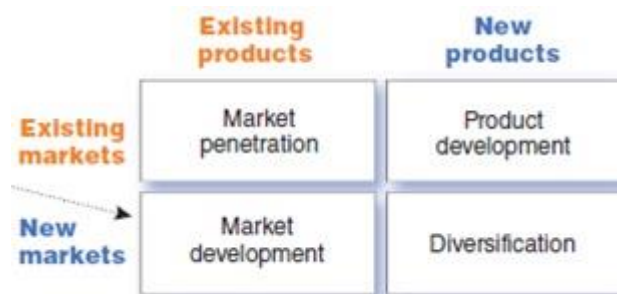 Existing
products
New
products
Existing
markets
Market
penetration
Product
development
New
markets
Market
development
Diversification